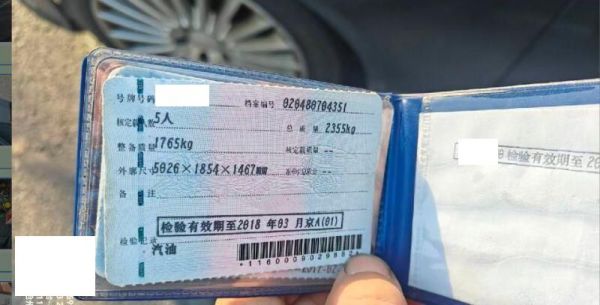 号牌号码 档案编号 020480704351
核定载人数 5人 总质量 2355kg
整备质量 1765kg 核定载质量 --
外廓尺寸 5026×1854×1467mm 准牵引总质量 --
备注
检验有效期至2018年03月京A(01)
检验记录
汽油
检验有效期至20